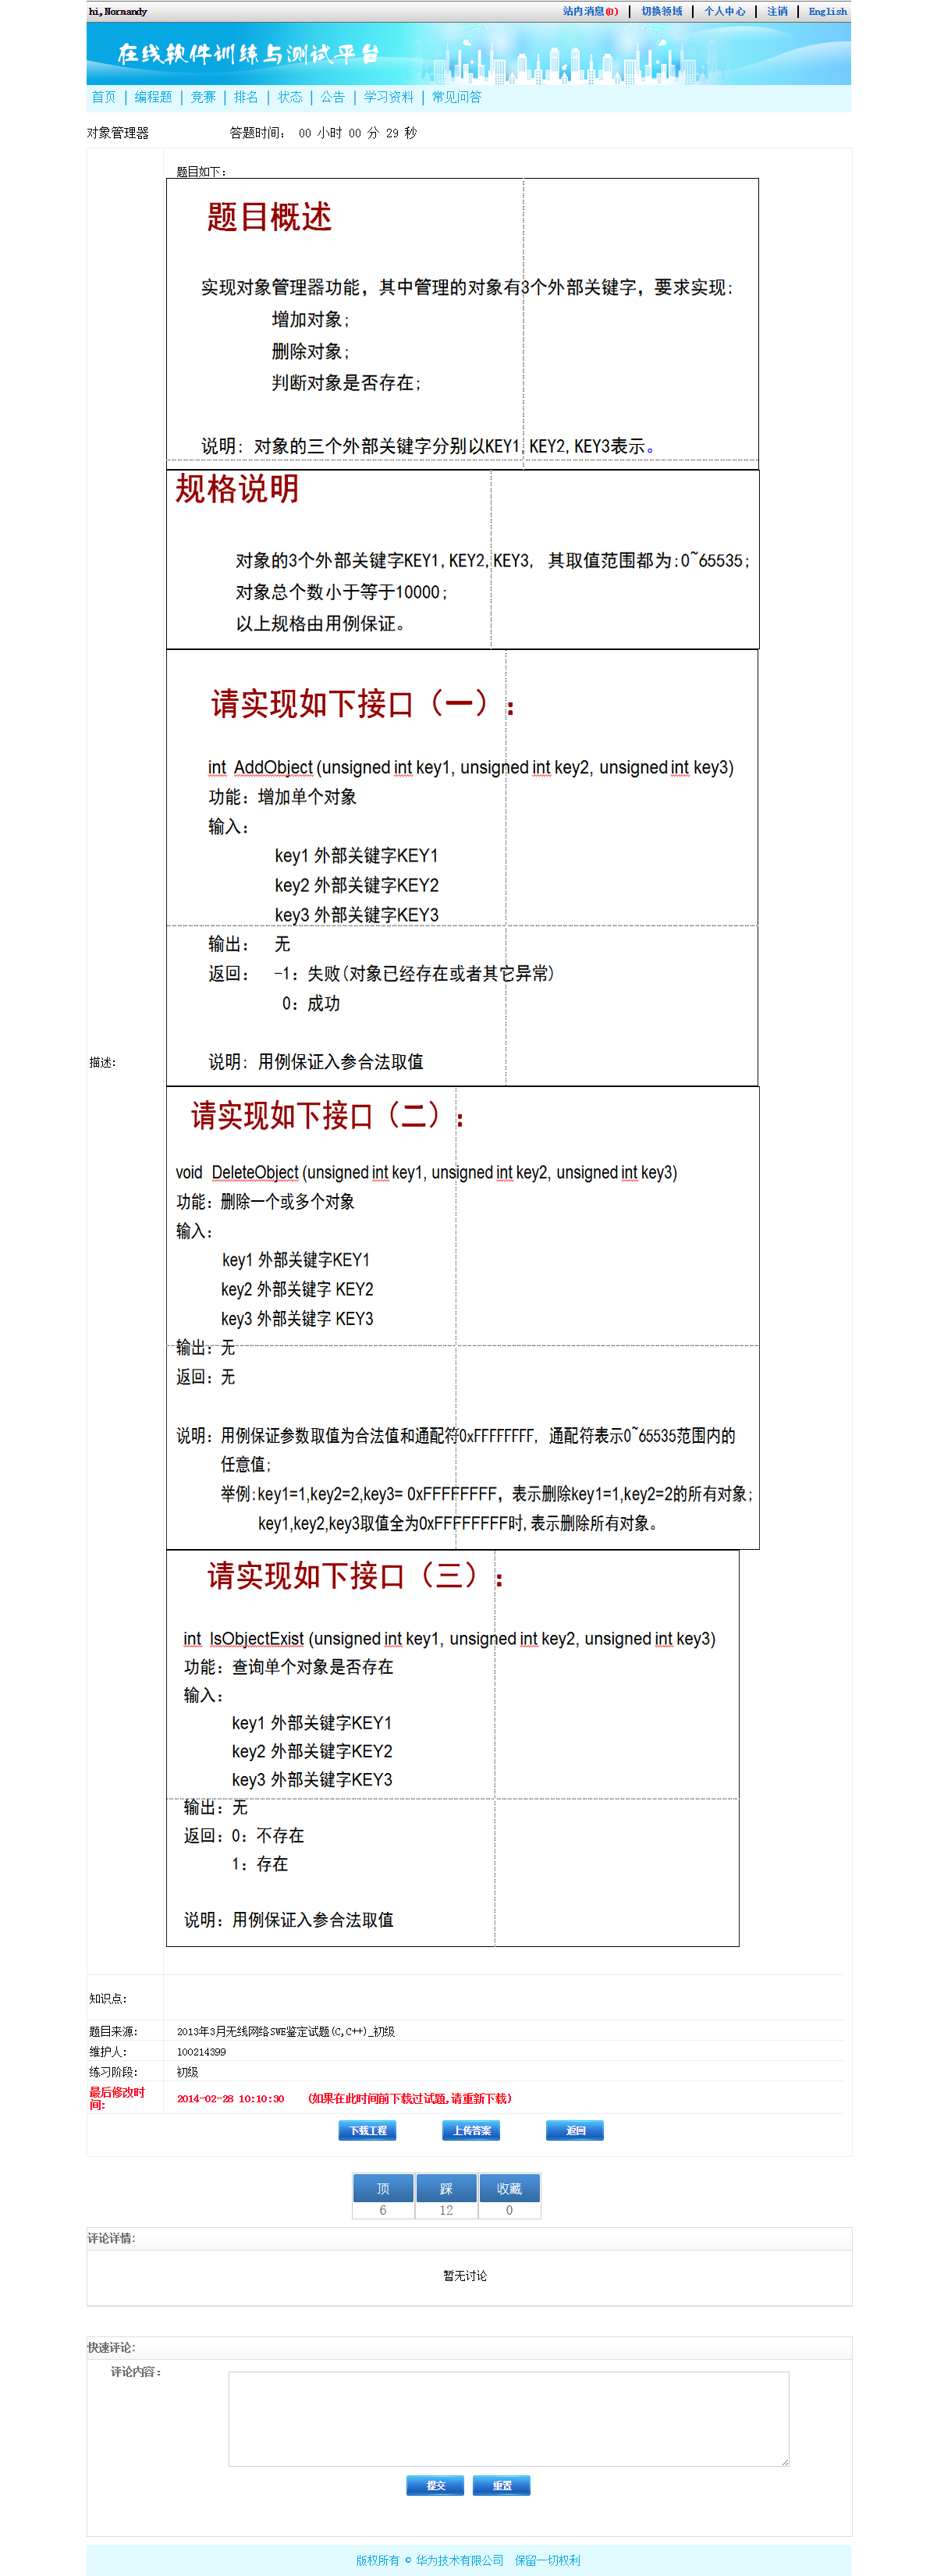 hi,Normandy
站内消息(0) | 切换领域 | 个人中心 | 注销 | English
在线软件训练与测试平台
首页 | 编程题 | 竞赛 | 排名 | 状态 | 公告 | 学习资料 | 常见问答
对象管理器 答题时间： 00 小时 00 分 29 秒
题目如下：
题目概述
实现对象管理器功能，其中管理的对象有3个外部关键字，要求实现：
增加对象；
删除对象；
判断对象是否存在；
说明：对象的三个外部关键字分别以KEY1,KEY2,KEY3表示。
规格说明
对象的3个外部关键字KEY1,KEY2,KEY3, 其取值范围都为:0~65535;
对象总个数小于等于10000;
以上规格由用例保证。
请实现如下接口（一）：
int AddObject (unsigned int key1, unsigned int key2, unsigned int key3)
功能：增加单个对象
输入：
key1 外部关键字KEY1
key2 外部关键字KEY2
key3 外部关键字KEY3
输出： 无
返回： -1：失败(对象已经存在或者其它异常)
0：成功
说明：用例保证入参合法取值
描述:
请实现如下接口（二）：
void DeleteObject (unsigned int key1, unsigned int key2, unsigned int key3)
功能：删除一个或多个对象
输入：
key1 外部关键字KEY1
key2 外部关键字 KEY2
key3 外部关键字 KEY3
输出：无
返回：无
说明：用例保证参数取值为合法值和通配符0xFFFFFFFF, 通配符表示0~65535范围内的
任意值;
举例:key1=1,key2=2,key3= 0xFFFFFFFF，表示删除key1=1,key2=2的所有对象;
key1,key2,key3取值全为0xFFFFFFFF时,表示删除所有对象。
请实现如下接口（三）：
int IsObjectExist (unsigned int key1, unsigned int key2, unsigned int key3)
功能：查询单个对象是否存在
输入：
key1 外部关键字KEY1
key2 外部关键字KEY2
key3 外部关键字KEY3
输出：无
返回：0：不存在
1：存在
说明：用例保证入参合法取值
知识点:
题目来源: 2013年3月无线网络SWE鉴定试题(C,C++)_初级
维护人: 100214399
练习阶段: 初级
最后修改时
间: 2014-02-28 10:10:30 (如果在此时间前下载过试题,请重新下载)
下载工程 上传答案 返回
顶 踩 收藏
6 12 0
评论详情:
暂无讨论
快速评论:
评论内容:
提交 重置
版权所有 © 华为技术有限公司 保留一切权利